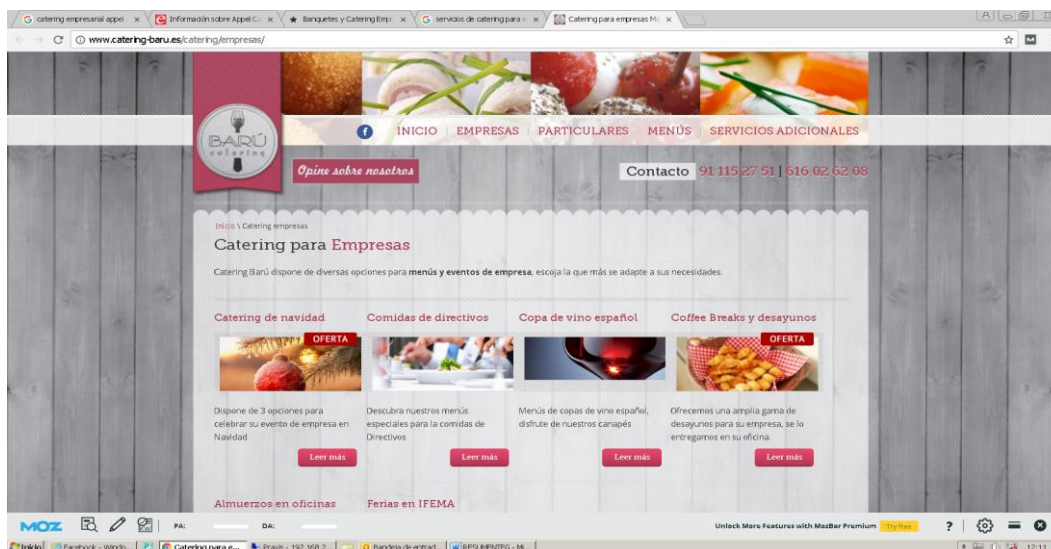 catering empresarial appel
Información sobre Appel Ca
Banquetes y Catering Empr
servicios de catering para e
Catering para empresas Ma
www.catering-baru.es/catering/empresas/
BARÚ
catering
INICIO EMPRESAS PARTICULARES MENÚS SERVICIOS ADICIONALES
Opine sobre nosotros
Contacto 91 115 27 51 | 616 02 62 08
Inicio \ Catering empresas
Catering para Empresas
Catering Barú dispone de diversas opciones para menús y eventos de empresa, escoja la que más se adapte a sus necesidades.
Catering de navidad
OFERTA
Dispone de 3 opciones para
celebrar su evento de empresa en
Navidad
Leer más
Comidas de directivos
Descubra nuestros menús
especiales para la comidas de
Directivos
Leer más
Copa de vino español
Menús de copas de vino español,
disfrute de nuestros canapés
Leer más
Coffee Breaks y desayunos
OFERTA
Ofrecemos una amplia gama de
desayunos para su empresa, se lo
entregamos en su oficina.
Leer más
Almuerzos en oficinas
Ferias en IFEMA
MOZ PA: DA: Unlock More Features with MozBar Premium Try free ?
Inicio Facebook - Windo... Catering para e... - 192.168.2... Bandeja de entrad... RESUMENTFG - Mi... 12:11